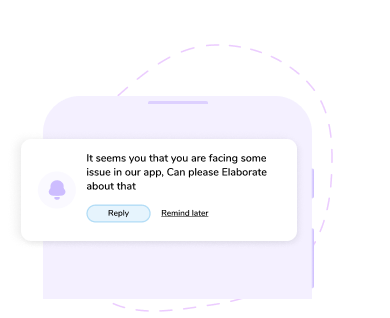 It seems you that you are facing some
issue in our app, Can please Elaborate
about that
Reply
Remind later